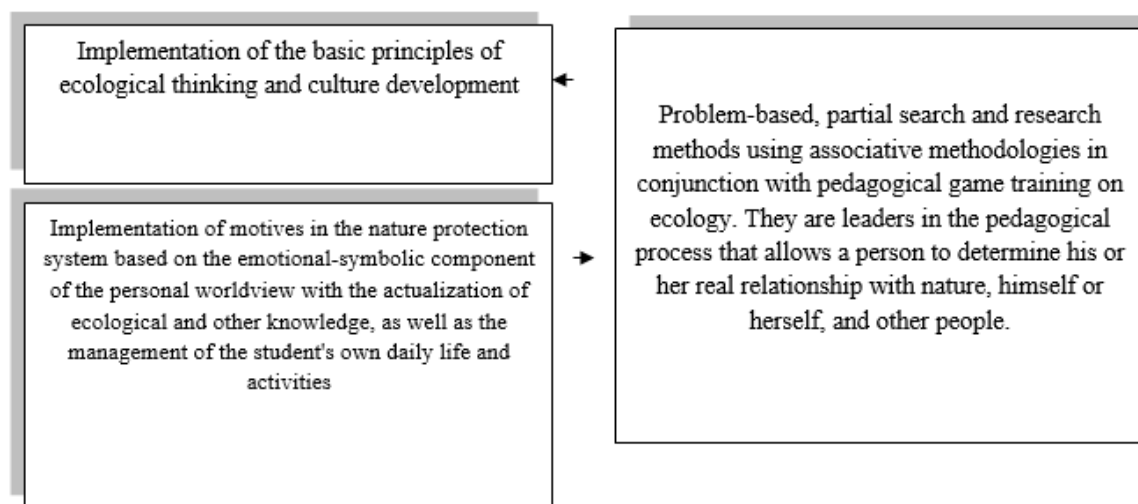 Implementation of the basic principles of
ecological thinking and culture development
Implementation of motives in the nature protection
system based on the emotional-symbolic component
of the personal worldview with the actualization of
ecological and other knowledge, as well as the
management of the student's own daily life and
activities
Problem-based, partial search and research
methods using associative methodologies in
conjunction with pedagogical game training on
ecology. They are leaders in the pedagogical
process that allows a person to determine his or
her real relationship with nature, himself or
herself, and other people.